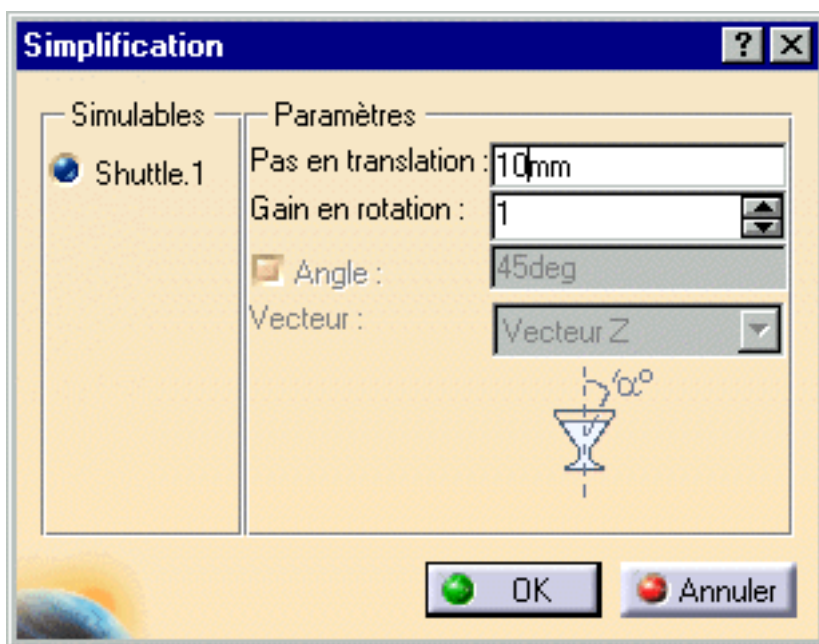 Simplification
Simulables
Shuttle.1
Paramètres
Pas en translation : 10mm
Gain en rotation : 1
Angle : 45deg
Vecteur : Vecteur Z
α°
OK
Annuler